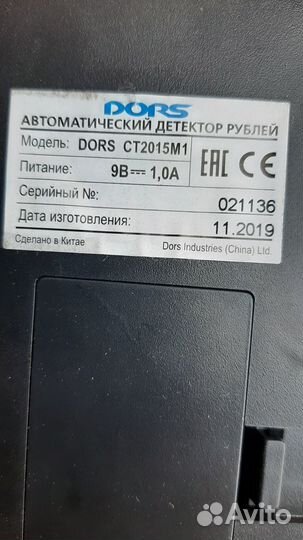 DORS
АВТОМАТИЧЕСКИЙ ДЕТЕКТОР РУБЛЕЙ
Модель: DORS CT2015M1
Питание: 9В 1,0А
EAC CE
Серийный №: 021136
Дата изготовления: 11.2019
Сделано в Китае Dors Industries (China) Ltd.
Avito